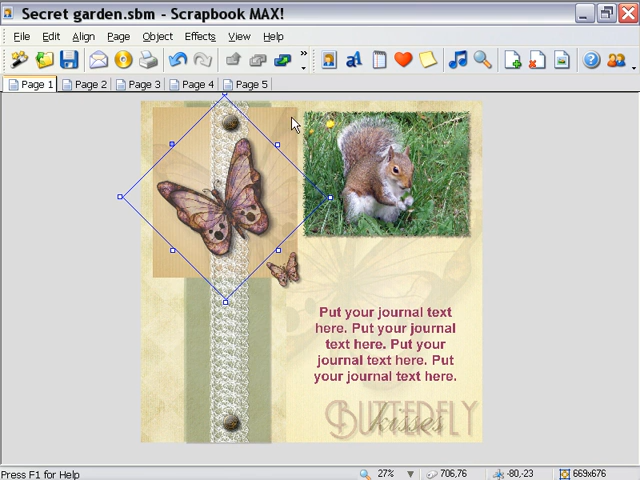 Secret garden.sbm - Scrapbook MAX!
File Edit Align Page Object Effects View Help
Page 1 Page 2 Page 3 Page 4 Page 5
Put your journal text
here. Put your journal
text here. Put your
journal text here. Put
your journal text here.
BUTTERFLY
kisses
Press F1 for Help 27% 706,76 -80,-23 669x676